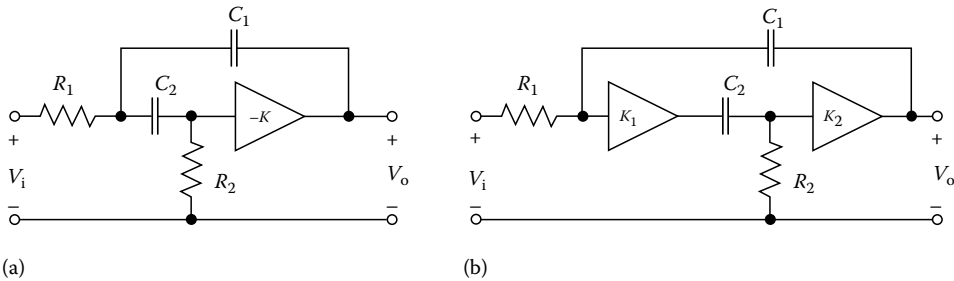 C1
R1
C2
–K
+
+
Vi
R2
Vo
–
–
(a)
C1
R1
K1
C2
K2
+
+
Vi
R2
Vo
–
–
(b)